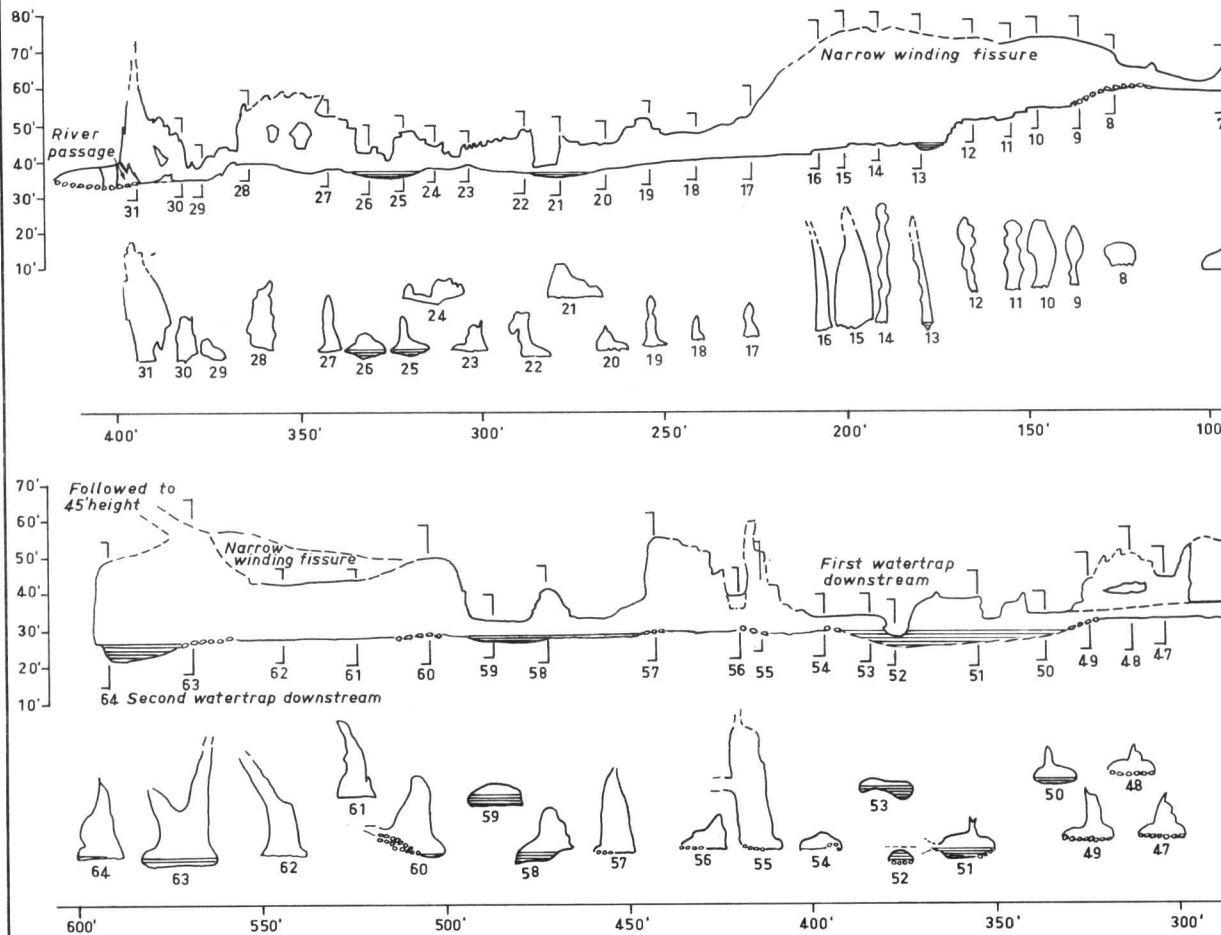 80'
70'
60'
50'
40'
30'
20'
10'
Narrow winding fissure
River
passage
31 30 29 28 27 26 25 24 23 22 21 20 19 18 17 16 15 14 13 12 11 10 9 8
24 21 8
12 11 10 9
31 30 29 28 27 26 25 23 22 20 19 18 17 16 15 14 13
400' 350' 300' 250' 200' 150' 100'
70'
60'
50'
40'
30'
20'
10'
Followed to
45' height
Narrow
winding fissure
First watertrap
downstream
64 63 62 61 60 59 58 57 56 55 54 53 52 51 50 49 48 47
Second watertrap downstream
61 59 53 50 48
64 63 62 60 58 57 56 55 54 52 51 49 47
600' 550' 500' 450' 400' 350' 300'